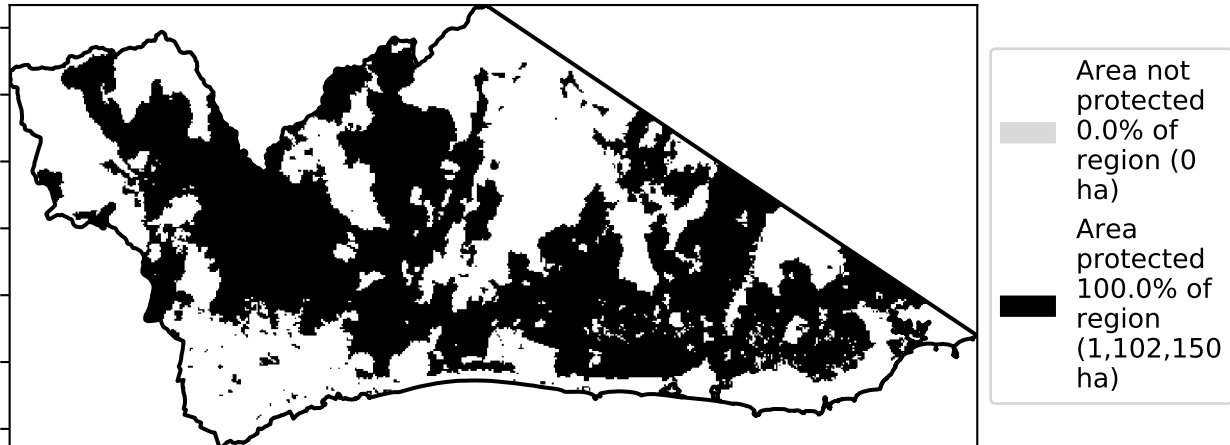 Area not
protected
0.0% of
region (0
ha)
Area
protected
100.0% of
region
(1,102,150
ha)